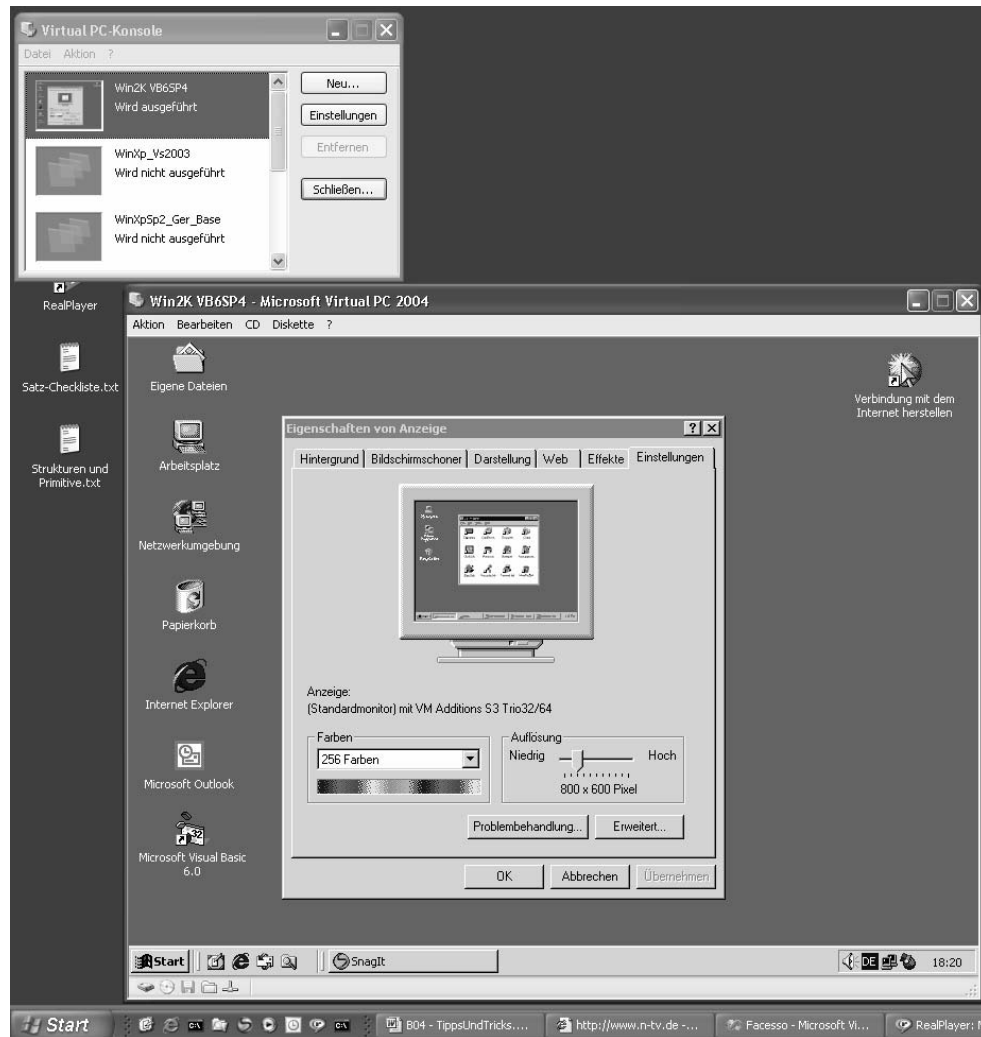 Virtual PC-Konsole
Datei Aktion ?
Win2K VB6SP4
Wird ausgeführt
WinXp_Vs2003
Wird nicht ausgeführt
WinXpSp2_Ger_Base
Wird nicht ausgeführt
Neu...
Einstellungen
Entfernen
Schließen...
RealPlayer
Satz-Checkliste.txt
Strukturen und
Primitive.txt
Win2K VB6SP4 - Microsoft Virtual PC 2004
Aktion Bearbeiten CD Diskette ?
Eigene Dateien
Arbeitsplatz
Netzwerkumgebung
Papierkorb
Internet Explorer
Microsoft Outlook
Microsoft Visual Basic
6.0
Verbindung mit dem
Internet herstellen
Eigenschaften von Anzeige
Hintergrund Bildschirmschoner Darstellung Web Effekte Einstellungen
Anzeige:
(Standardmonitor) mit VM Additions S3 Trio32/64
Farben
256 Farben
Auflösung
Niedrig Hoch
800 x 600 Pixel
Problembehandlung... Erweitert...
OK Abbrechen Übernehmen
Start SnagIt DE 18:20
Start B04 - TippsUndTricks.... http://www.n-tv.de -... Facesso - Microsoft Vi... RealPlayer: